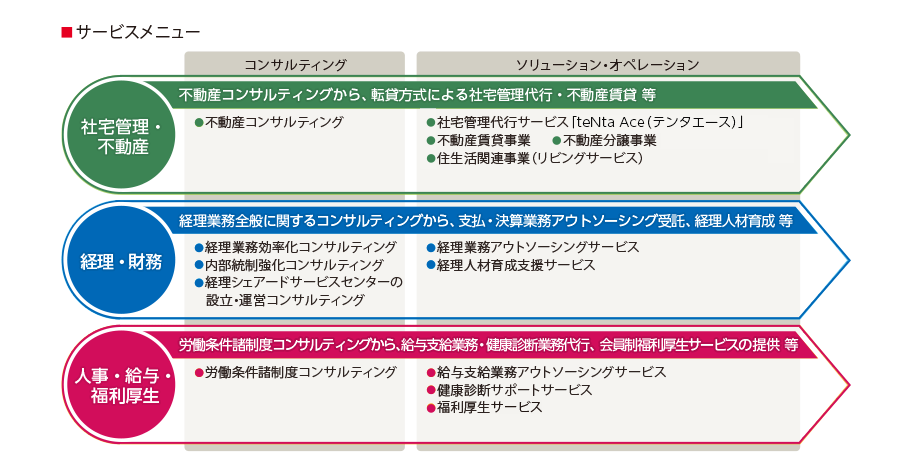 ■サービスメニュー
コンサルティング
ソリューション・オペレーション
社宅管理・
不動産
不動産コンサルティングから、転貸方式による社宅管理代行・不動産賃貸 等
●不動産コンサルティング
●社宅管理代行サービス「teNta Ace（テンタエース）」
●不動産賃貸事業 ●不動産分譲事業
●住生活関連事業（リビングサービス）
経理・財務
経理業務全般に関するコンサルティングから、支払・決算業務アウトソーシング受託、経理人材育成 等
●経理業務効率化コンサルティング
●内部統制強化コンサルティング
●経理シェアードサービスセンターの
設立・運営コンサルティング
●経理業務アウトソーシングサービス
●経理人材育成支援サービス
人事・給与・
福利厚生
労働条件諸制度コンサルティングから、給与支給業務・健康診断業務代行、会員制福利厚生サービスの提供 等
●労働条件諸制度コンサルティング
●給与支給業務アウトソーシングサービス
●健康診断サポートサービス
●福利厚生サービス